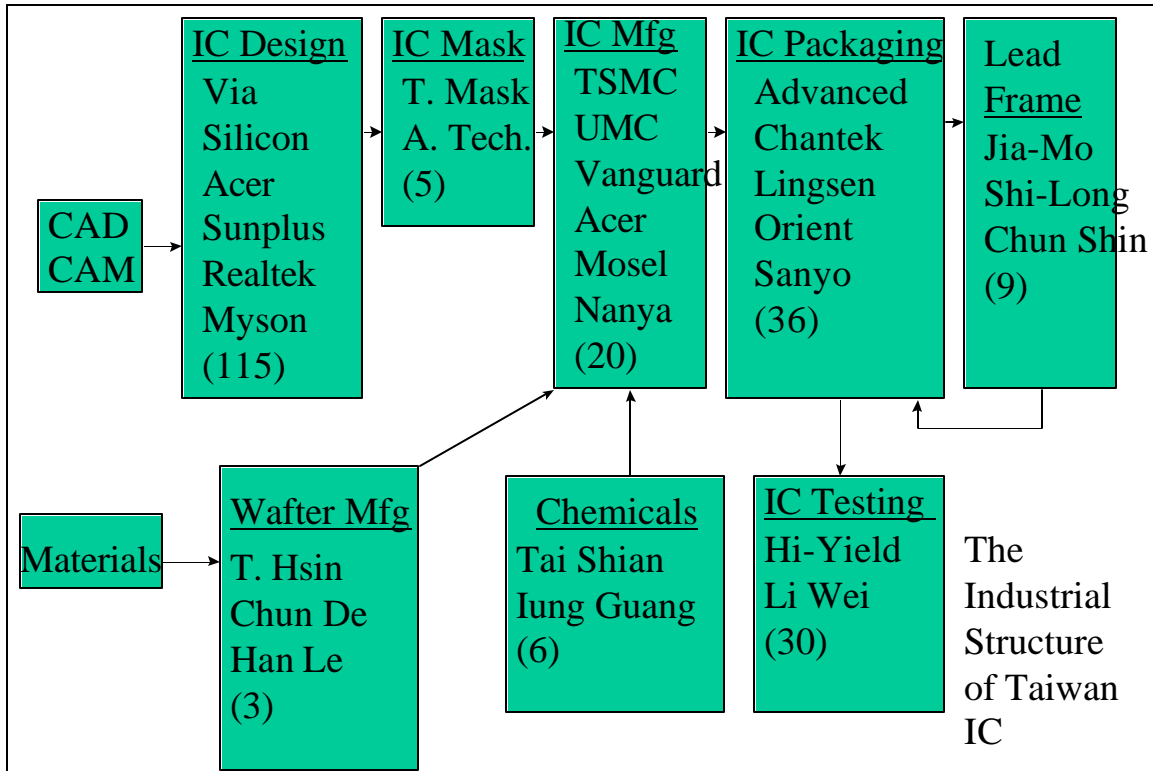 IC Design
Via
Silicon
Acer
Sunplus
Realtek
Myson
(115)
IC Mask
T. Mask
A. Tech.
(5)
IC Mfg
TSMC
UMC
Vanguard
Acer
Mosel
Nanya
(20)
IC Packaging
Advanced
Chantek
Lingsen
Orient
Sanyo
(36)
Lead
Frame
Jia-Mo
Shi-Long
Chun Shin
(9)
CAD
CAM
Materials
Wafter Mfg
T. Hsin
Chun De
Han Le
(3)
Chemicals
Tai Shian
Iung Guang
(6)
IC Testing
Hi-Yield
Li Wei
(30)
The
Industrial
Structure
of Taiwan
IC